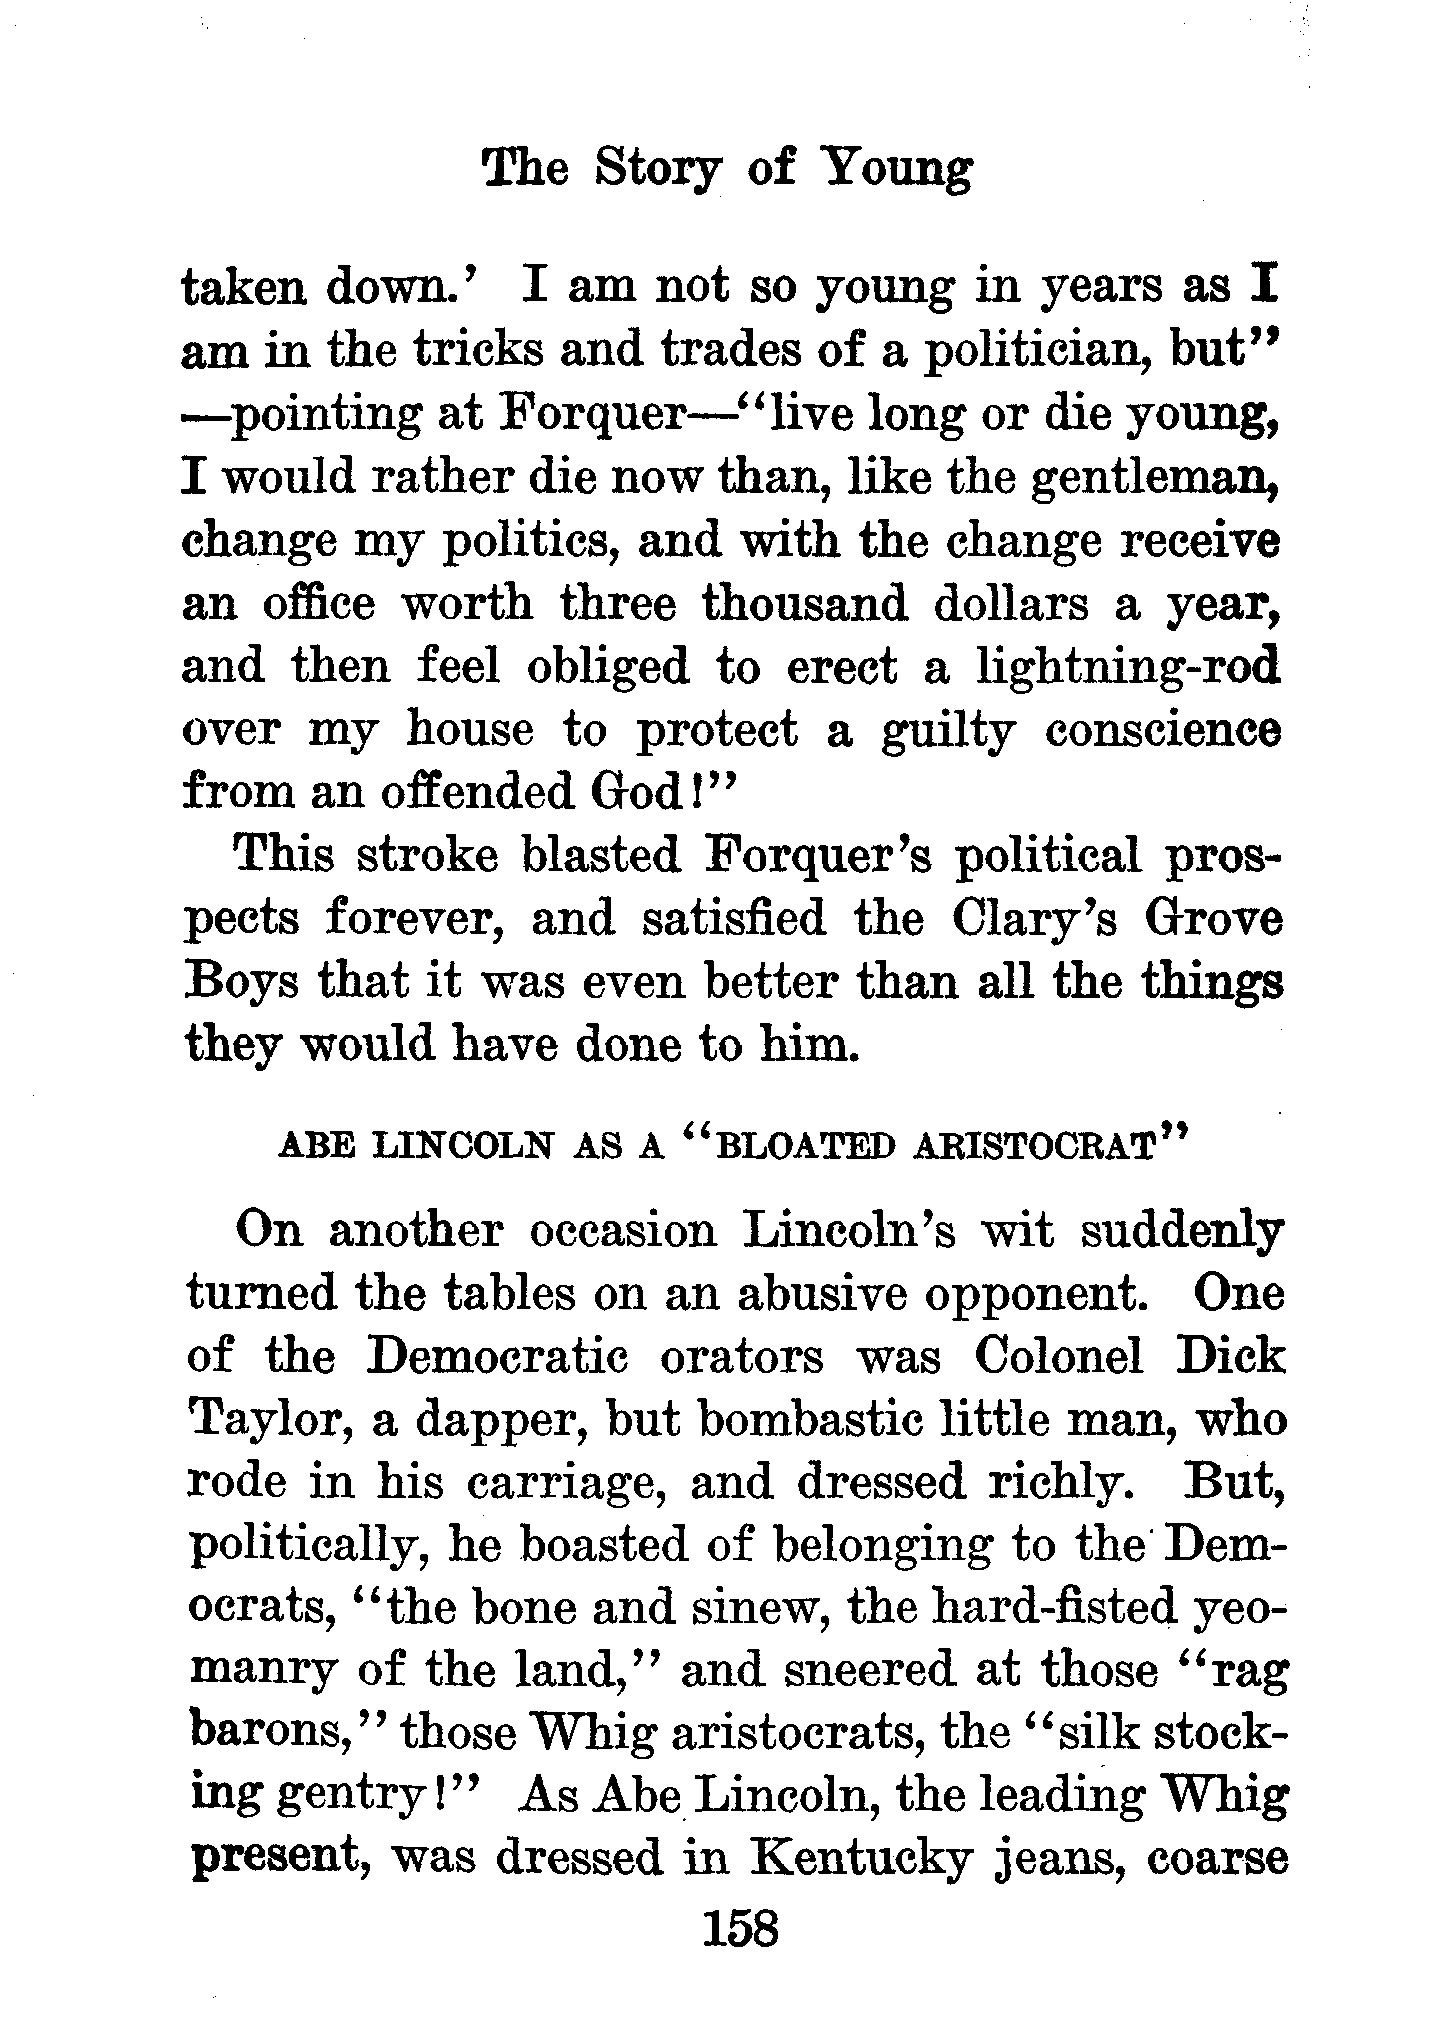 The Story of Young
taken down.' I am not so young in years as I
am in the tricks and trades of a politician, but"
—pointing at Forquer—"live long or die young,
I would rather die now than, like the gentleman,
change my politics, and with the change receive
an office worth three thousand dollars a year,
and then feel obliged to erect a lightning-rod
over my house to protect a guilty conscience
from an offended God!"
This stroke blasted Forquer's political pros-
pects forever, and satisfied the Clary's Grove
Boys that it was even better than all the things
they would have done to him.
ABE LINCOLN AS A "BLOATED ARISTOCRAT"
On another occasion Lincoln's wit suddenly
turned the tables on an abusive opponent. One
of the Democratic orators was Colonel Dick
Taylor, a dapper, but bombastic little man, who
rode in his carriage, and dressed richly. But,
politically, he boasted of belonging to the Dem-
ocrats, "the bone and sinew, the hard-fisted yeo-
manry of the land," and sneered at those "rag
barons," those Whig aristocrats, the "silk stock-
ing gentry!" As Abe Lincoln, the leading Whig
present, was dressed in Kentucky jeans, coarse
158